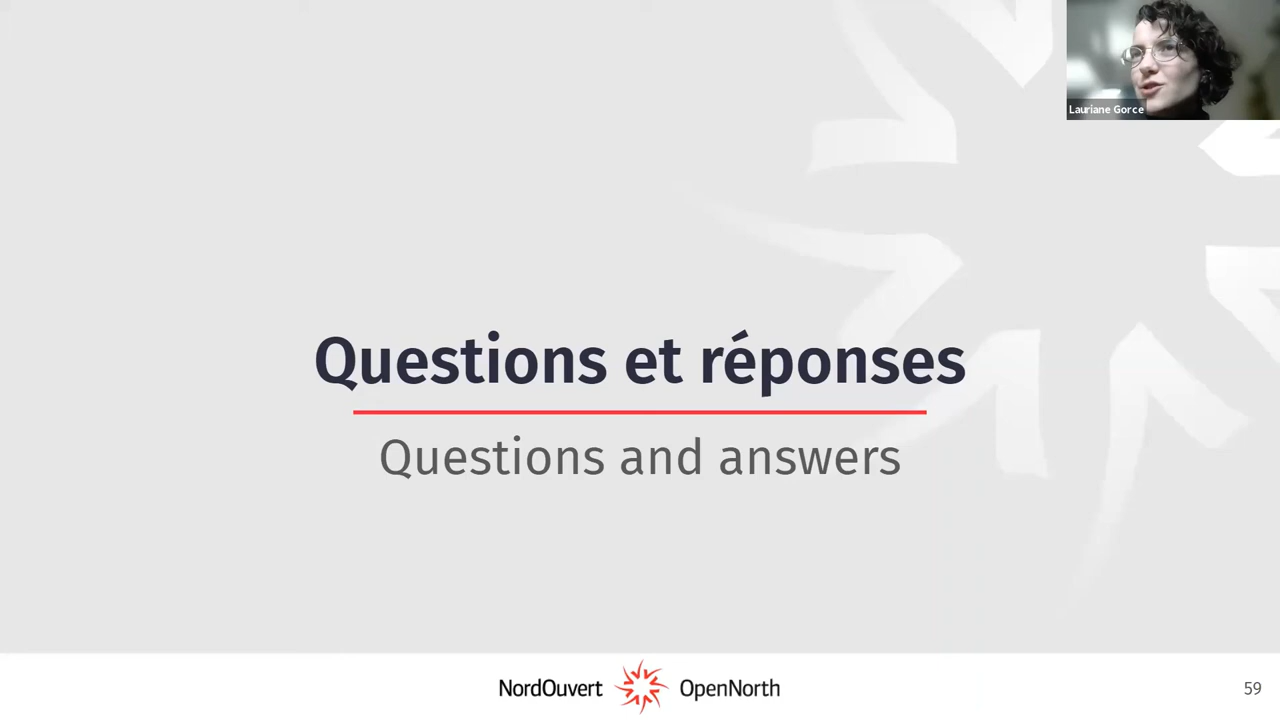 Lauriane Gorce
Questions et réponses
Questions and answers
NordOuvert OpenNorth
59